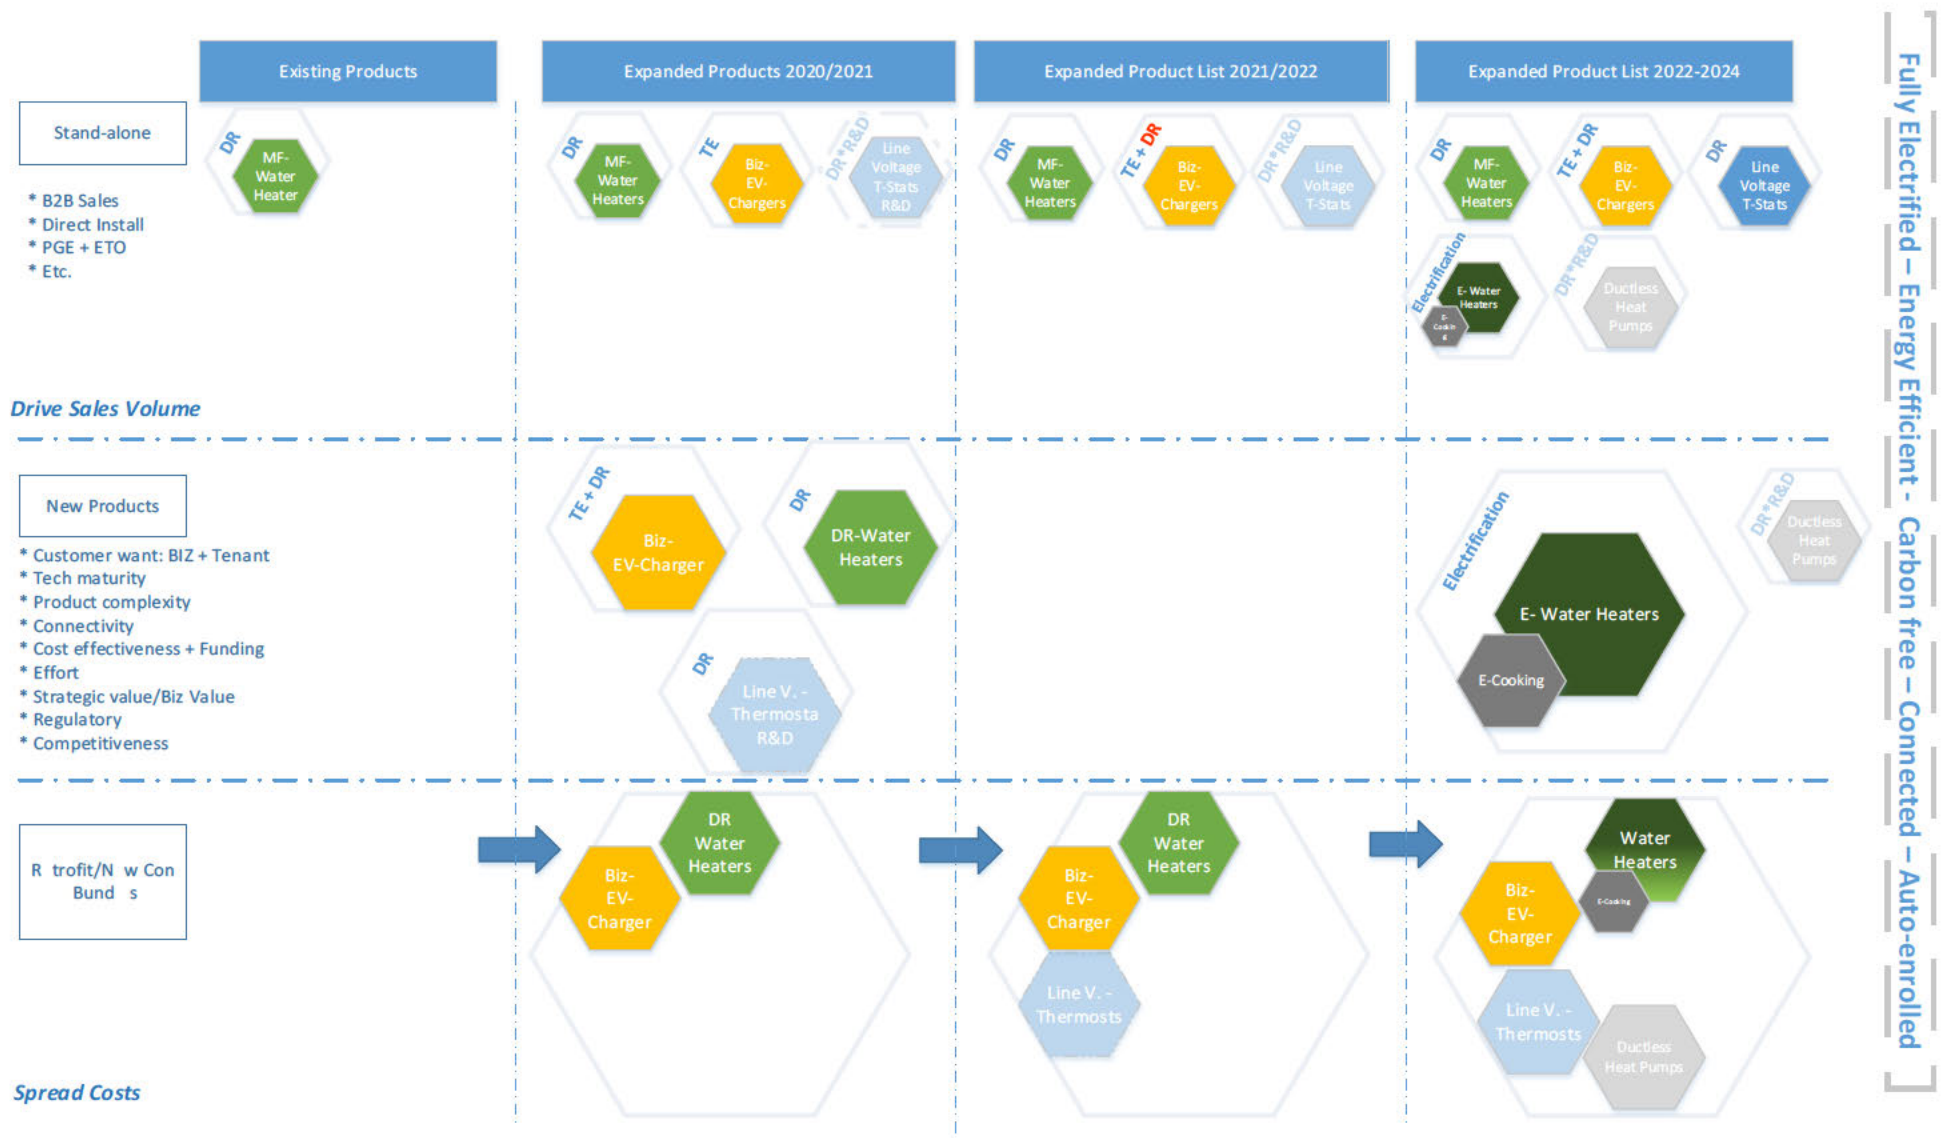 Existing Products
Expanded Products 2020/2021
Expanded Product List 2021/2022
Expanded Product List 2022-2024
Stand-alone
* B2B Sales
* Direct Install
* PGE + ETO
* Etc.
DR
MF-
Water
Heater
DR
MF-
Water
Heaters
TE
Biz-
EV-
Chargers
DR*R&D
Line
Voltage
T-Stats
R&D
DR
MF-
Water
Heaters
TE + DR
Biz-
EV-
Chargers
DR*R&D
Line
Voltage
T-Stats
DR
MF-
Water
Heaters
TE + DR
Biz-
EV-
Chargers
DR
Line
Voltage
T-Stats
Electrification
E- Water
Heaters
E-
Cookin
g
DR*R&D
Ductless
Heat
Pumps
Drive Sales Volume
New Products
* Customer want: BIZ + Tenant
* Tech maturity
* Product complexity
* Connectivity
* Cost effectiveness + Funding
* Effort
* Strategic value/Biz Value
* Regulatory
* Competitiveness
TE + DR
Biz-
EV-Charger
DR
DR-Water
Heaters
DR
Line V. -
Thermosta
R&D
Electrification
E- Water Heaters
E-Cooking
DR*R&D
Ductless
Heat
Pumps
R trofit/N w Con
Bund s
DR
Water
Heaters
Biz-
EV-
Charger
DR
Water
Heaters
Biz-
EV-
Charger
Line V. -
Thermosts
Water
Heaters
E-Cooking
Biz-
EV-
Charger
Line V. -
Thermosts
Ductless
Heat Pumps
Spread Costs
Fully Electrified – Energy Efficient - Carbon free – Connected – Auto-enrolled